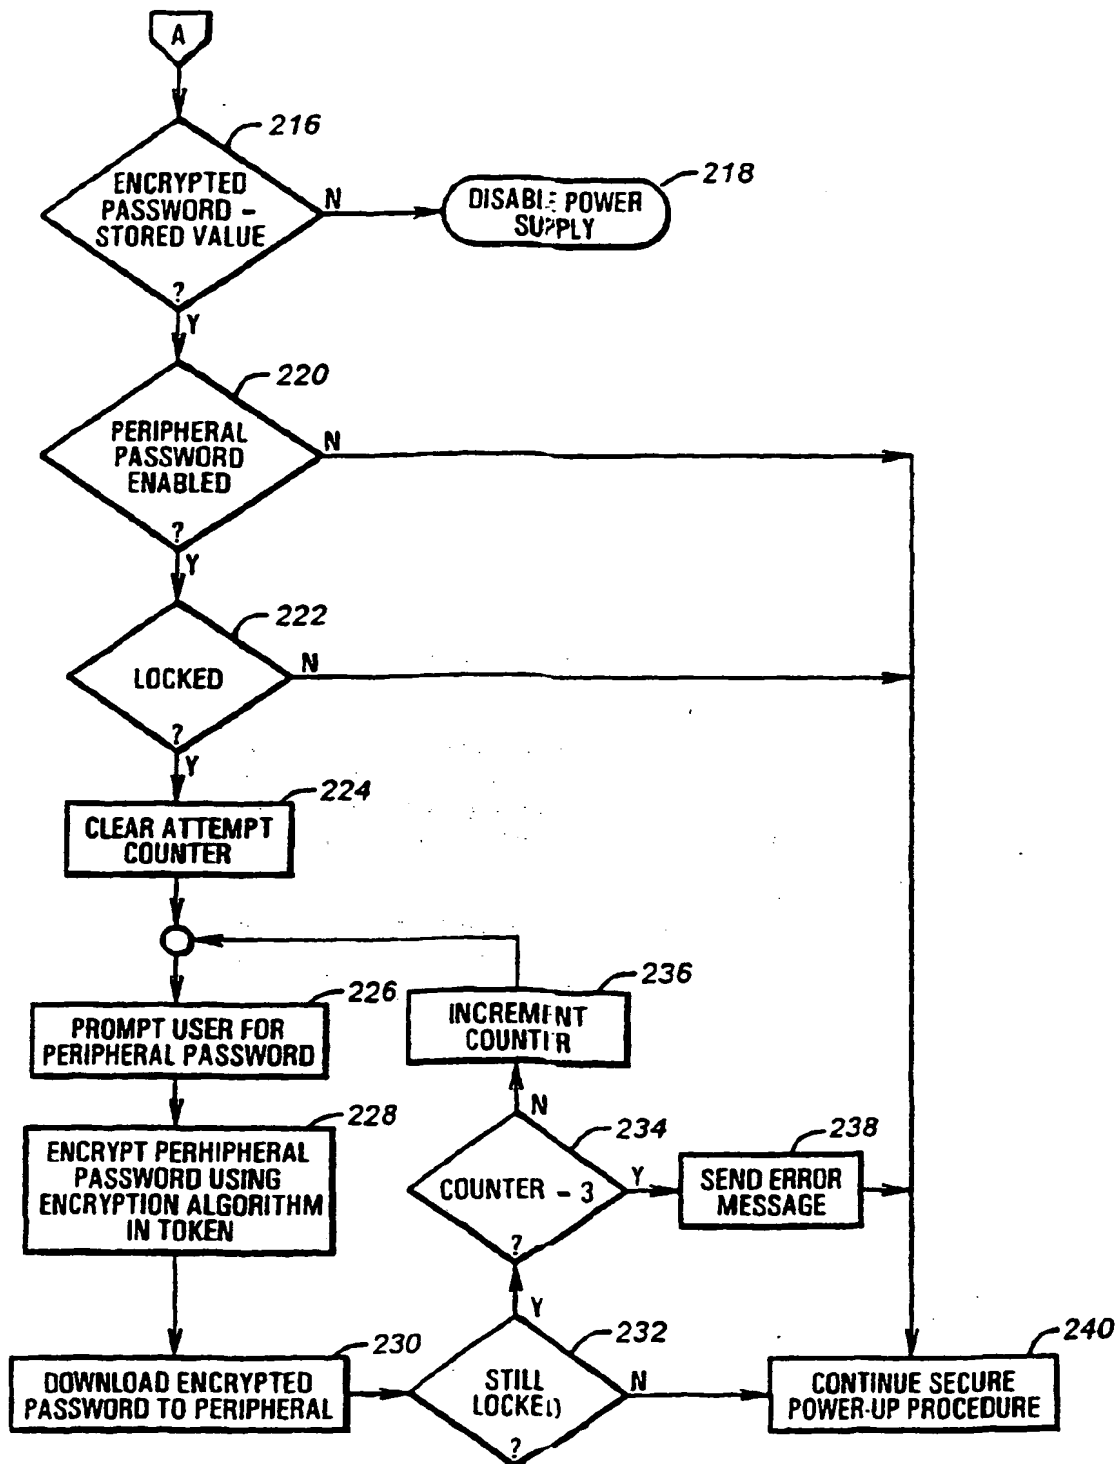 A
216
ENCRYPTED
PASSWORD -
STORED VALUE
?
N
Y
218
DISABLE POWER
SUPPLY
220
PERIPHERAL
PASSWORD
ENABLED
?
N
Y
222
LOCKED
?
N
Y
224
CLEAR ATTEMPT
COUNTER
226
PROMPT USER FOR
PERIPHERAL PASSWORD
236
INCREMENT
COUNTER
228
ENCRYPT PERHIPHERAL
PASSWORD USING
ENCRYPTION ALGORITHM
IN TOKEN
N
234
COUNTER - 3
?
Y
238
SEND ERROR
MESSAGE
230
DOWNLOAD ENCRYPTED
PASSWORD TO PERIPHERAL
Y
232
STILL
LOCKED
?
N
240
CONTINUE SECURE
POWER-UP PROCEDURE